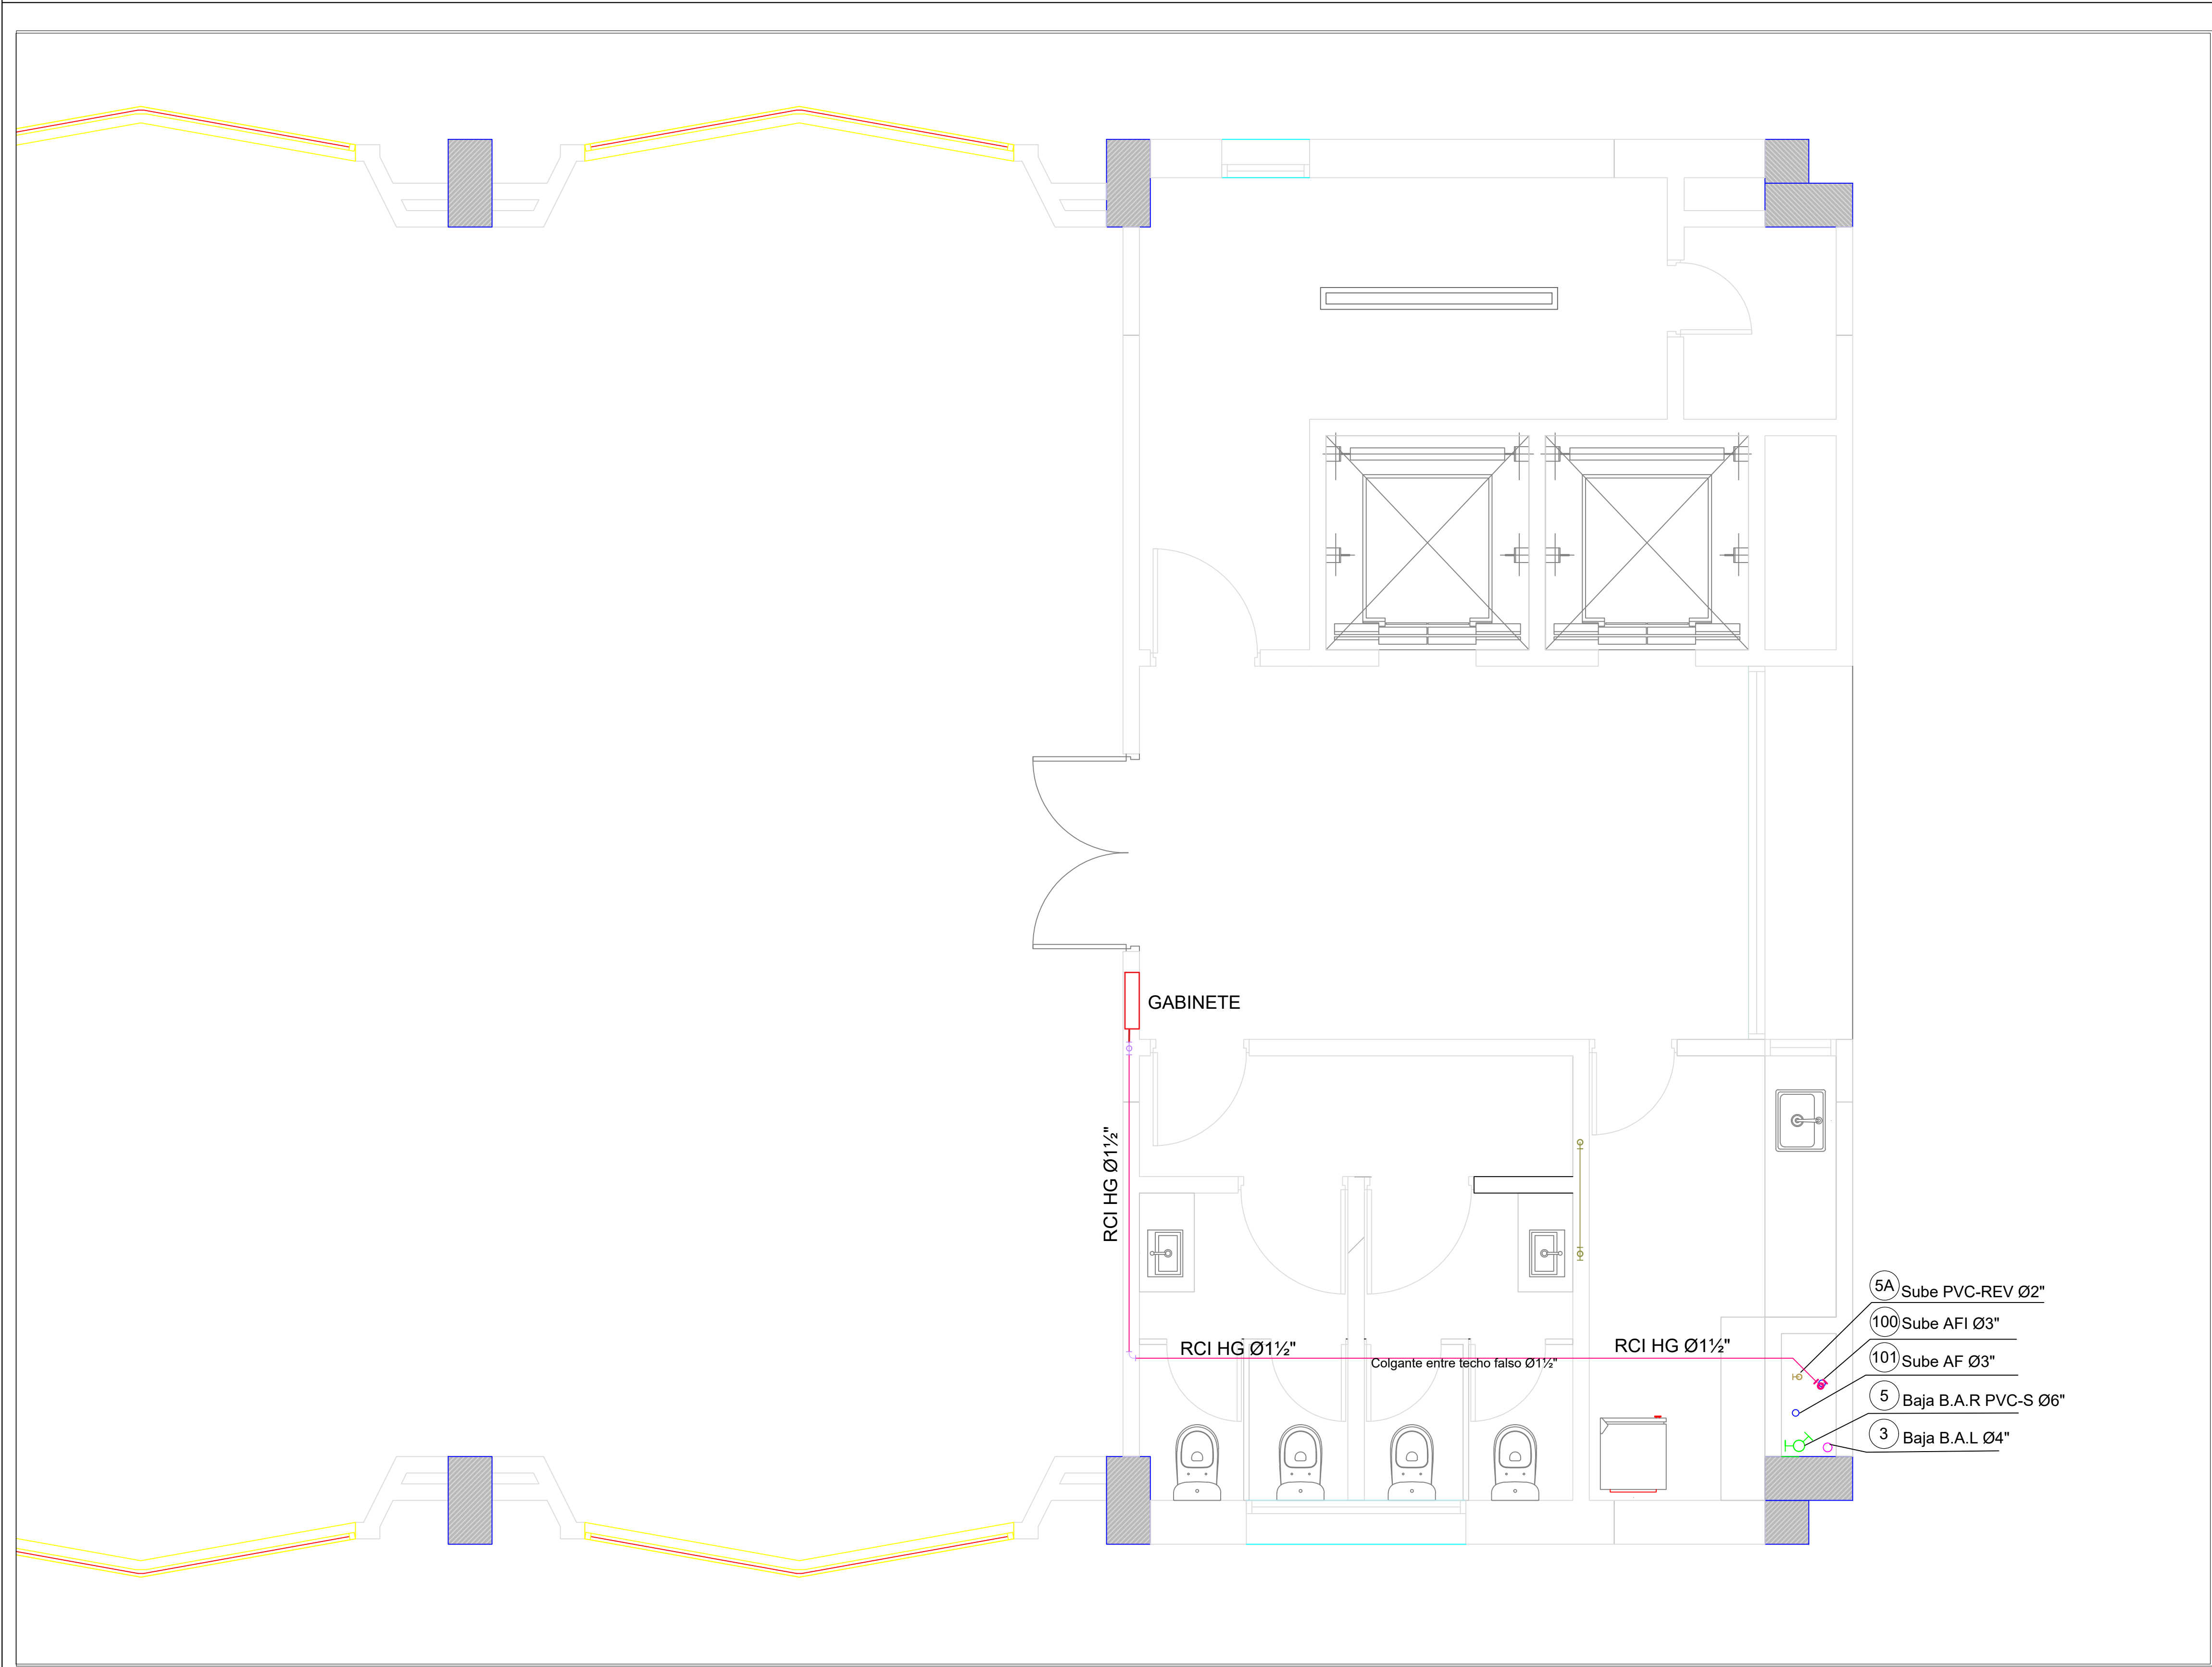 GABINETE
RCI HG Ø1½"
5A Sube PVC-REV Ø2"
100 Sube AFI Ø3"
RCI HG Ø1½"
RCI HG Ø1½"
Colgante entre techo falso Ø1½"
101 Sube AF Ø3"
5 Baja B.A.R PVC-S Ø6"
3 Baja B.A.L Ø4"